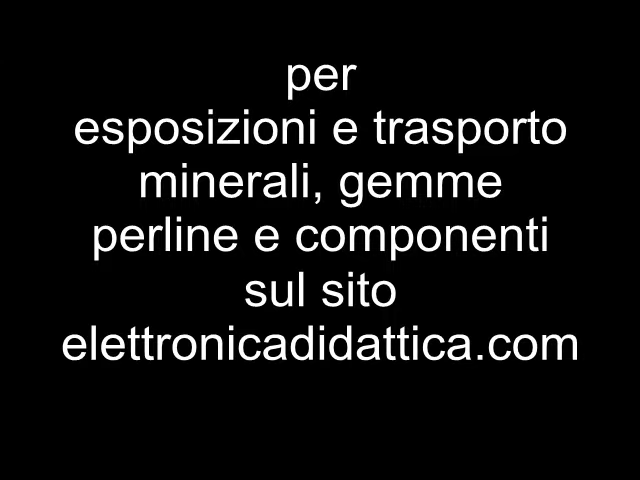 per
esposizioni e trasporto
minerali, gemme
perline e componenti
sul sito
elettronicadidattica.com